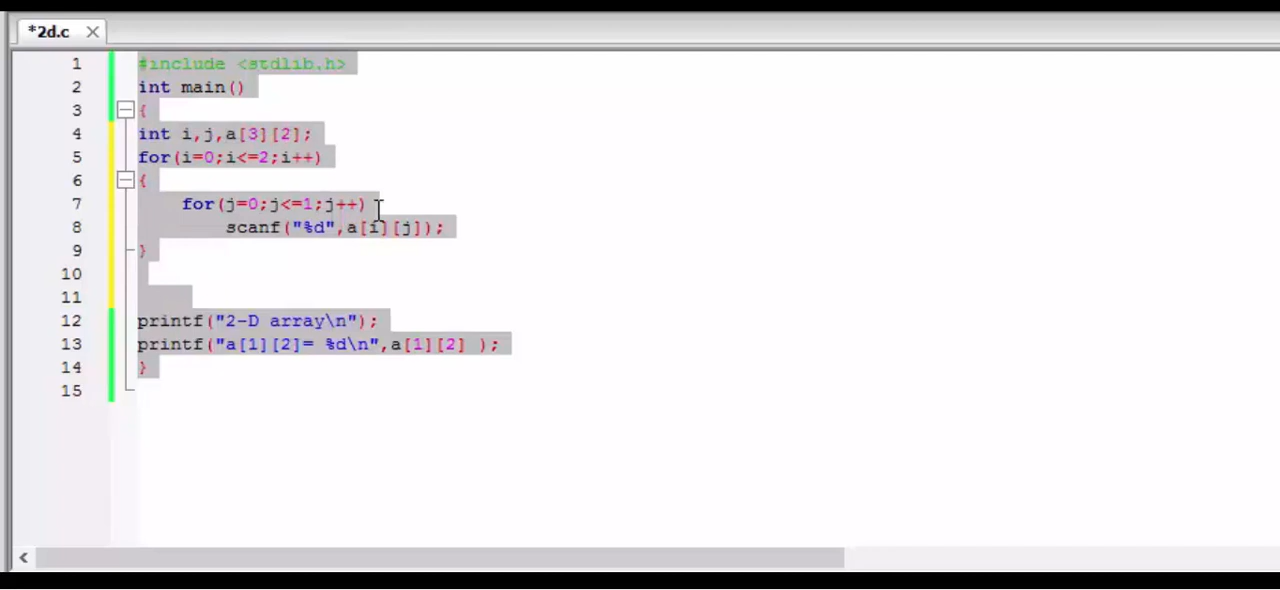 *2d.c
1 #include <stdlib.h>
2 int main()
3 {
4 int i,j,a[3][2];
5 for(i=0;i<=2;i++)
6 {
7 for(j=0;j<=1;j++)
8 scanf("%d",a[i][j]);
9 }
10
11
12 printf("2-D array\n");
13 printf("a[1][2]= %d\n",a[1][2] );
14 }
15